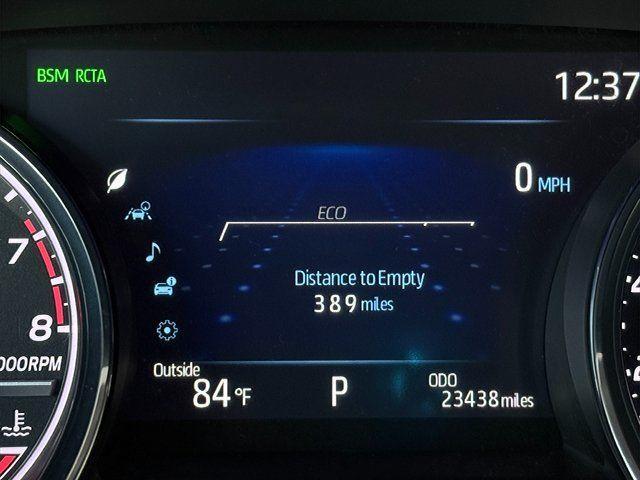 BSM RCTA
12:37
0 MPH
ECO
Distance to Empty
389 miles
7
8
000RPM
Outside
84°F
P
ODO
23438 miles